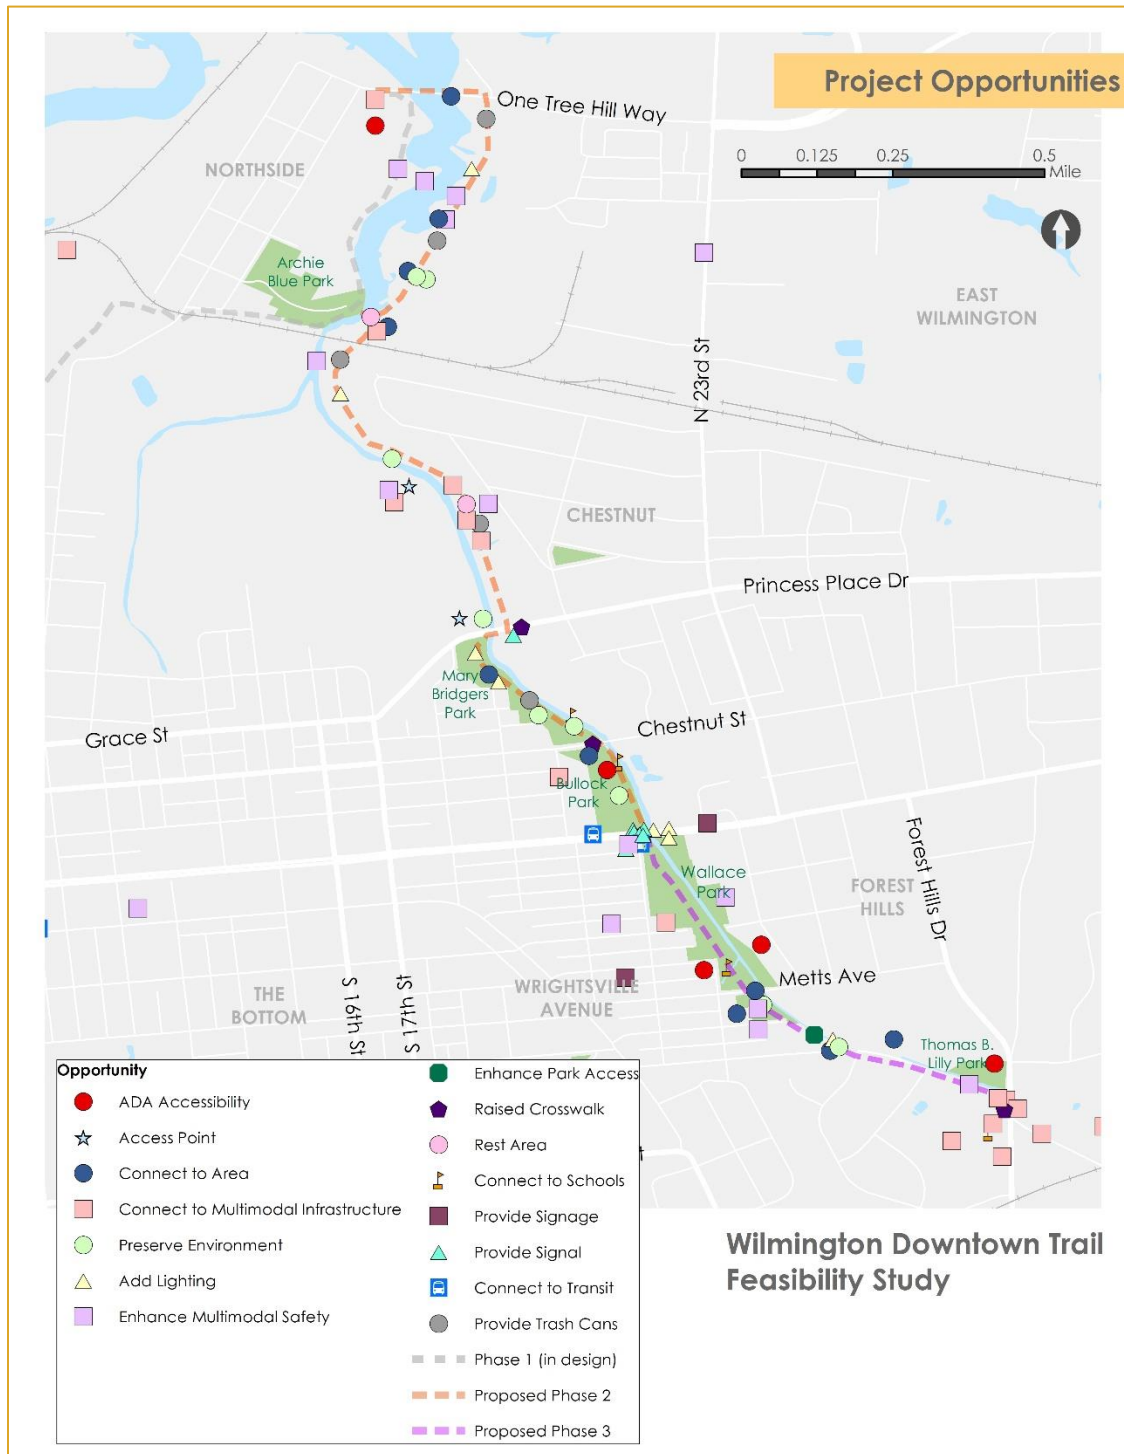 Project Opportunities
One Tree Hill Way
0 0.125 0.25 0.5
Mile
NORTHSIDE
Archie
Blue Park
EAST
WILMINGTON
N 23rd St
CHESTNUT
Princess Place Dr
Mary
Bridgers
Park
Grace St
Chestnut St
Bullock
Park
Wallace
Park
Forest Hills Dr
FOREST
HILLS
Metts Ave
WRIGHTSVILLE
AVENUE
THE
BOTTOM
S 16th St
S 17th St
Thomas B.
Lilly Park
Opportunity
ADA Accessibility
Access Point
Connect to Area
Connect to Multimodal Infrastructure
Preserve Environment
Add Lighting
Enhance Multimodal Safety
Enhance Park Access
Raised Crosswalk
Rest Area
Connect to Schools
Provide Signage
Provide Signal
Connect to Transit
Provide Trash Cans
Phase 1 (in design)
Proposed Phase 2
Proposed Phase 3
Wilmington Downtown Trail
Feasibility Study